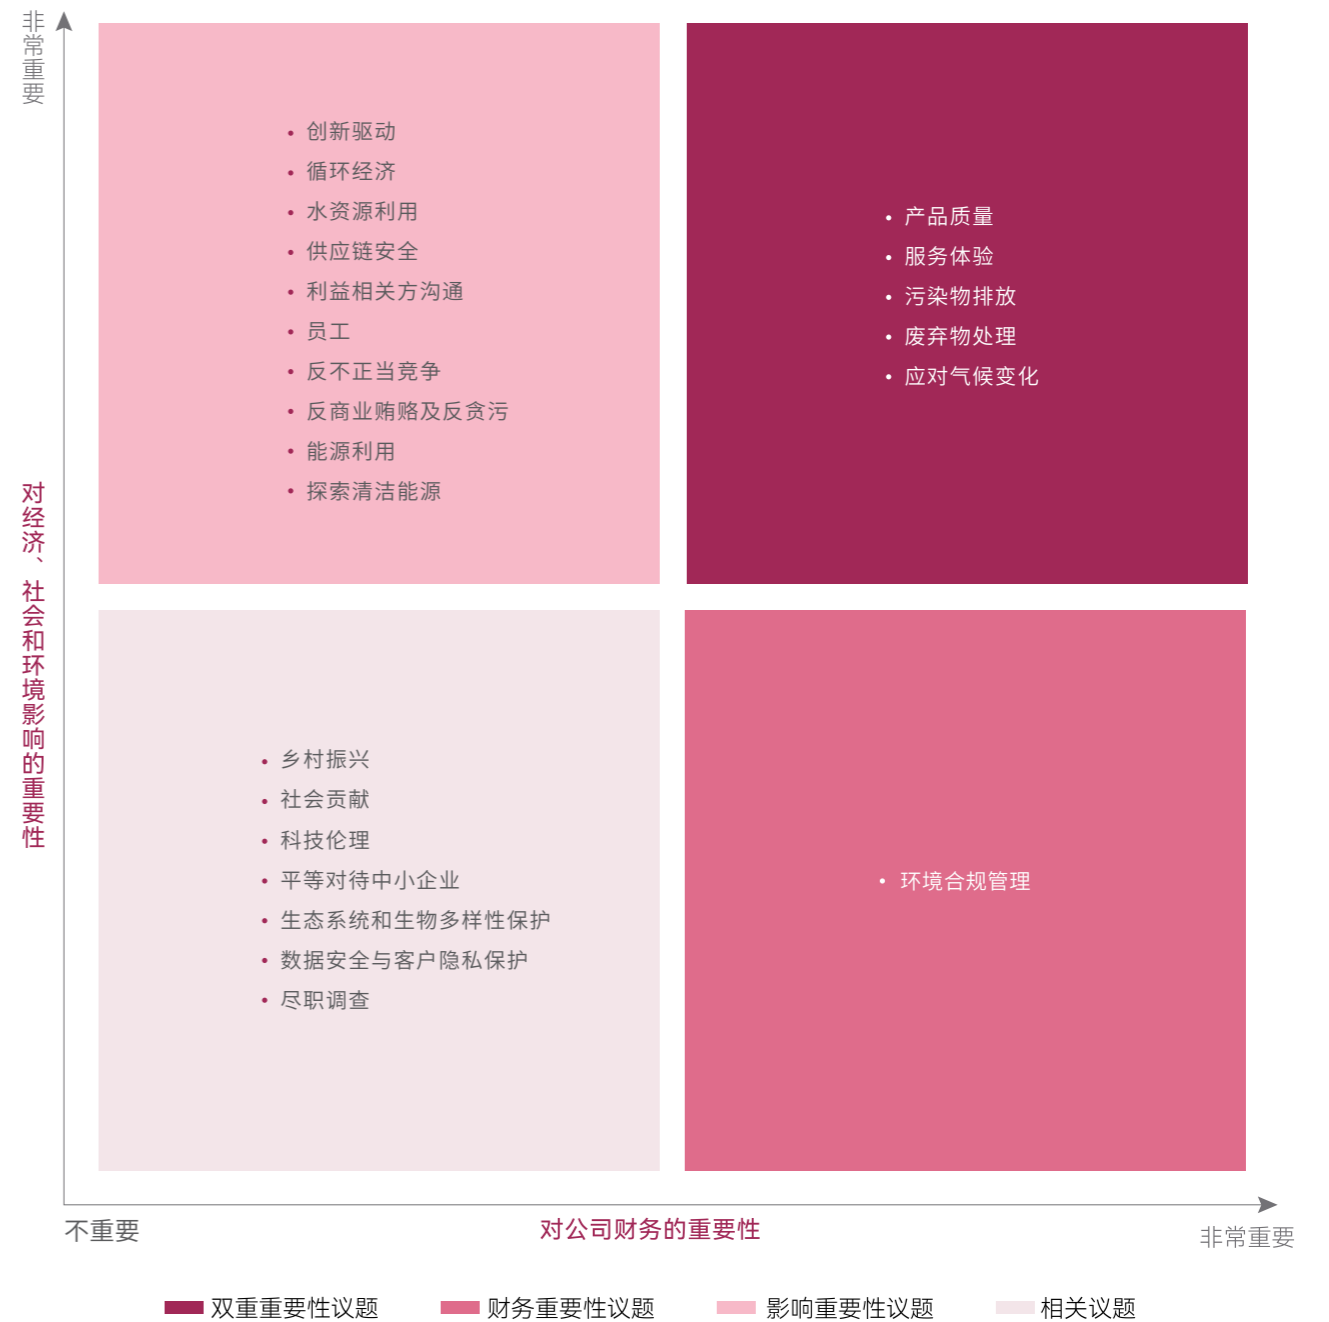 非常重要
创新驱动
循环经济
水资源利用
供应链安全
利益相关方沟通
员工
反不正当竞争
反商业贿赂及反贪污
能源利用
探索清洁能源
产品质量
服务体验
污染物排放
废弃物处理
应对气候变化
对经济、社会和环境影响的重要性
乡村振兴
社会贡献
科技伦理
平等对待中小企业
生态系统和生物多样性保护
数据安全与客户隐私保护
尽职调查
环境合规管理
不重要
对公司财务的重要性
非常重要
双重重要性议题
财务重要性议题
影响重要性议题
相关议题